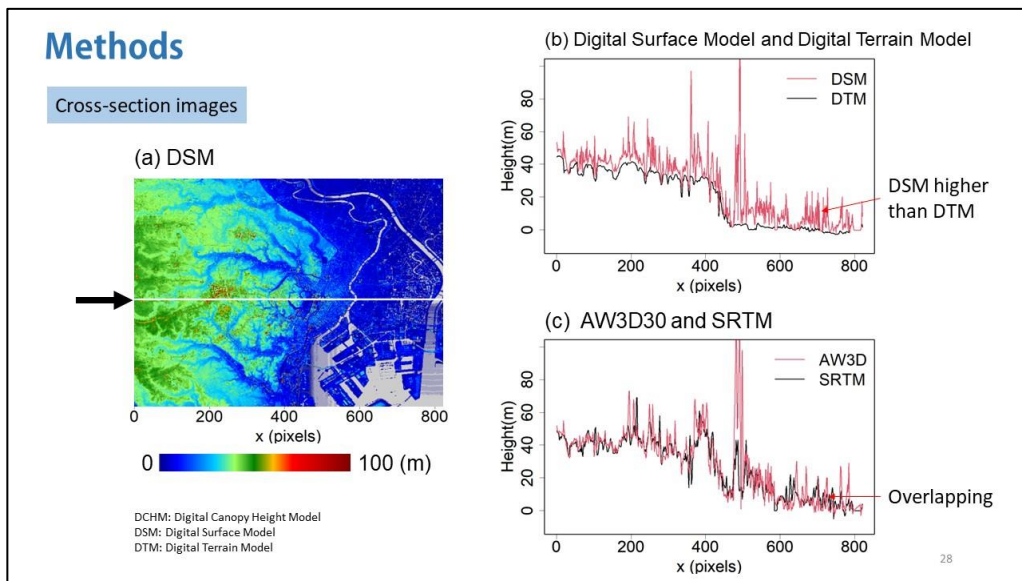 Methods
Cross-section images
(a) DSM
0 200 400 600 800
x (pixels)
0 100 (m)
DCHM: Digital Canopy Height Model
DSM: Digital Surface Model
DTM: Digital Terrain Model
(b) Digital Surface Model and Digital Terrain Model
DSM
DTM
Height(m)
80
60
40
20
0
0 200 400 600 800
x (pixels)
DSM higher
than DTM
(c) AW3D30 and SRTM
AW3D
SRTM
Height(m)
80
60
40
20
0
0 200 400 600 800
x (pixels)
Overlapping
28